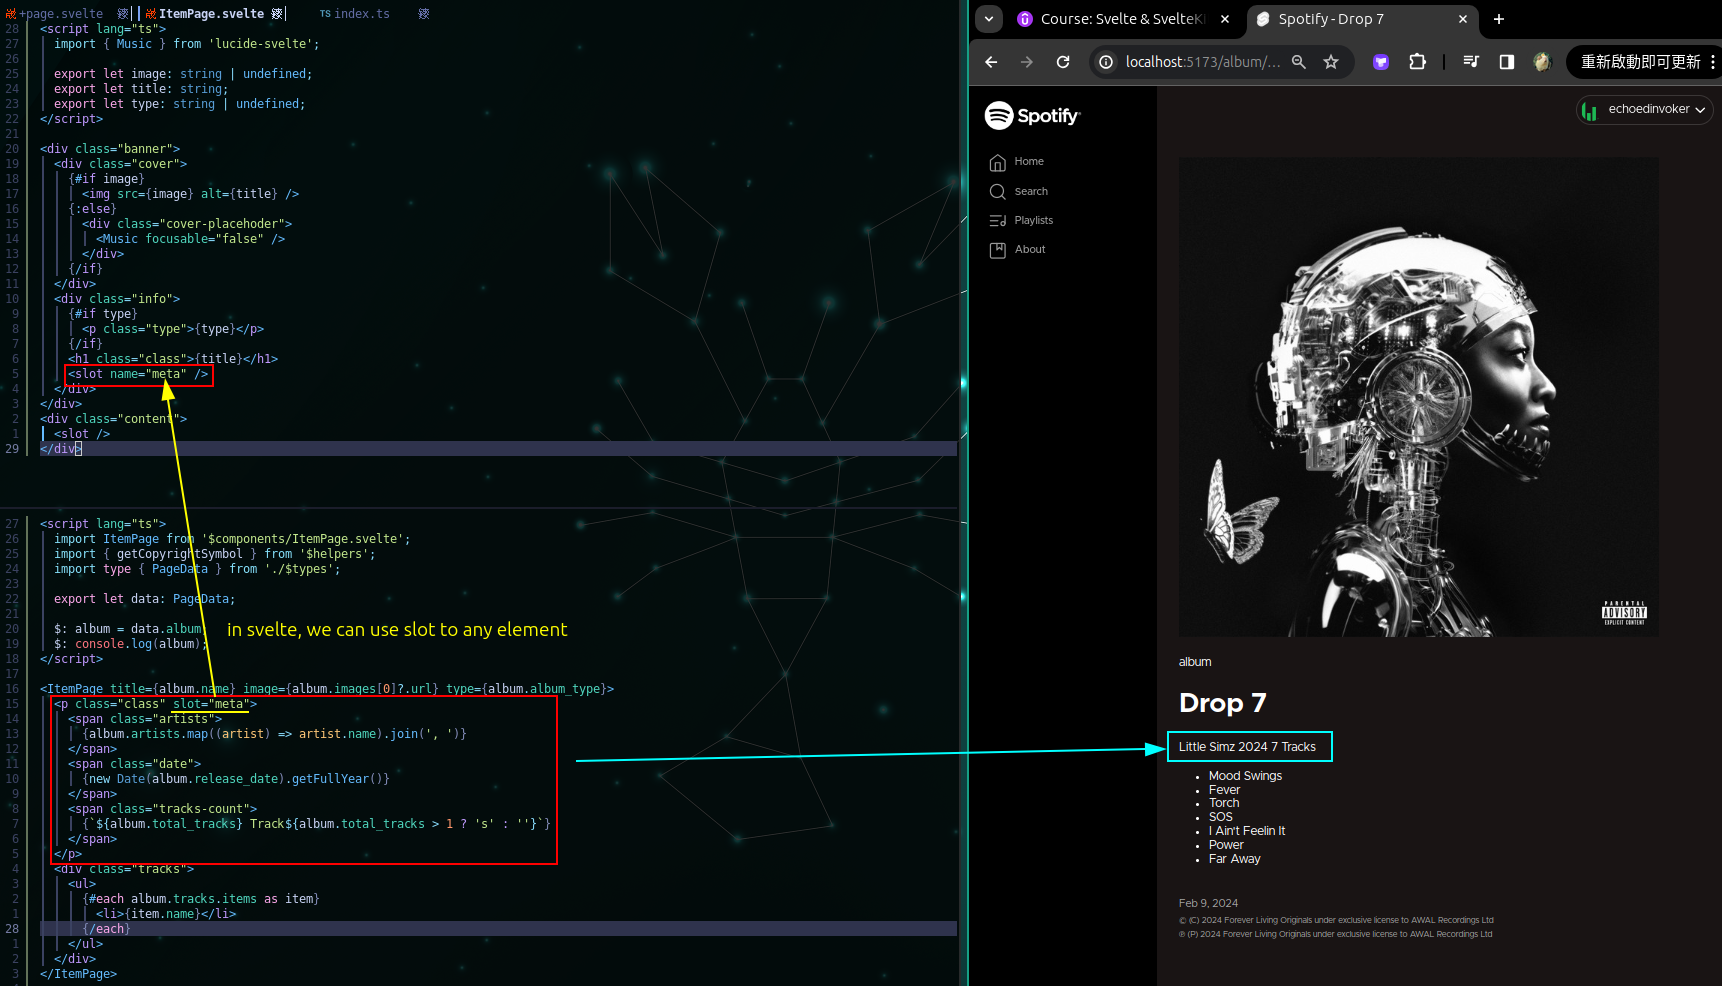 +page.svelte
ItemPage.svelte
TS index.ts
28 <script lang="ts">
27 import { Music } from 'lucide-svelte';
26
25 export let image: string | undefined;
24 export let title: string;
23 export let type: string | undefined;
22 </script>
21
20 <div class="banner">
19 <div class="cover">
18 {#if image}
17 <img src={image} alt={title} />
16 {:else}
15 <div class="cover-placehoder">
14 <Music focusable="false" />
13 </div>
12 {/if}
11 </div>
10 <div class="info">
9 {#if type}
8 <p class="type">{type}</p>
7 {/if}
6 <h1 class="class">{title}</h1>
5 <slot name="meta" />
4 </div>
3 </div>
2 <div class="content">
1 <slot />
29 </div>
27 <script lang="ts">
26 import ItemPage from '$components/ItemPage.svelte';
25 import { getCopyrightSymbol } from '$helpers';
24 import type { PageData } from './$types';
23
22 export let data: PageData;
21
20 $: album = data.album
19 $: console.log(album);
18 </script>
17
in svelte, we can use slot to any element
16 <ItemPage title={album.name} image={album.images[0]?.url} type={album.album_type}>
15 <p class="class" slot="meta">
14 <span class="artists">
13 {album.artists.map((artist) => artist.name).join(', ')}
12 </span>
11 <span class="date">
10 {new Date(album.release_date).getFullYear()}
9 </span>
8 <span class="tracks-count">
7 {`${album.total_tracks} Track${album.total_tracks > 1 ? 's' : ''}`}
6 </span>
5 </p>
4 <div class="tracks">
3 <ul>
2 {#each album.tracks.items as item}
1 <li>{item.name}</li>
28 {/each}
1 </ul>
2 </div>
3 </ItemPage>
Course: Svelte & SvelteK
Spotify - Drop 7
localhost:5173/album/...
重新啟動即可更新
Spotify
echoedinvoker
Home
Search
Playlists
About
PARENTAL
ADVISORY
EXPLICIT CONTENT
album
Drop 7
Little Simz 2024 7 Tracks
Mood Swings
Fever
Torch
SOS
I Ain't Feelin It
Power
Far Away
Feb 9, 2024
© (C) 2024 Forever Living Originals under exclusive license to AWAL Recordings Ltd
℗ (P) 2024 Forever Living Originals under exclusive license to AWAL Recordings Ltd